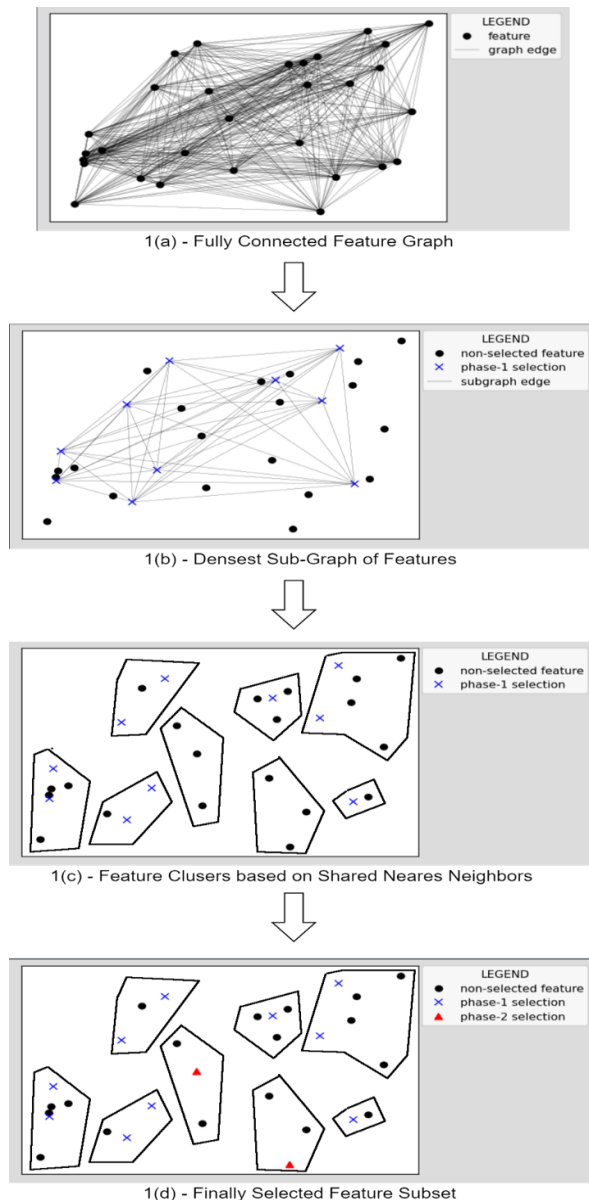 LEGEND
feature
graph edge
1(a) - Fully Connected Feature Graph
LEGEND
non-selected feature
phase-1 selection
subgraph edge
1(b) - Densest Sub-Graph of Features
LEGEND
non-selected feature
phase-1 selection
1(c) - Feature Clusers based on Shared Neares Neighbors
LEGEND
non-selected feature
phase-1 selection
phase-2 selection
1(d) - Finally Selected Feature Subset